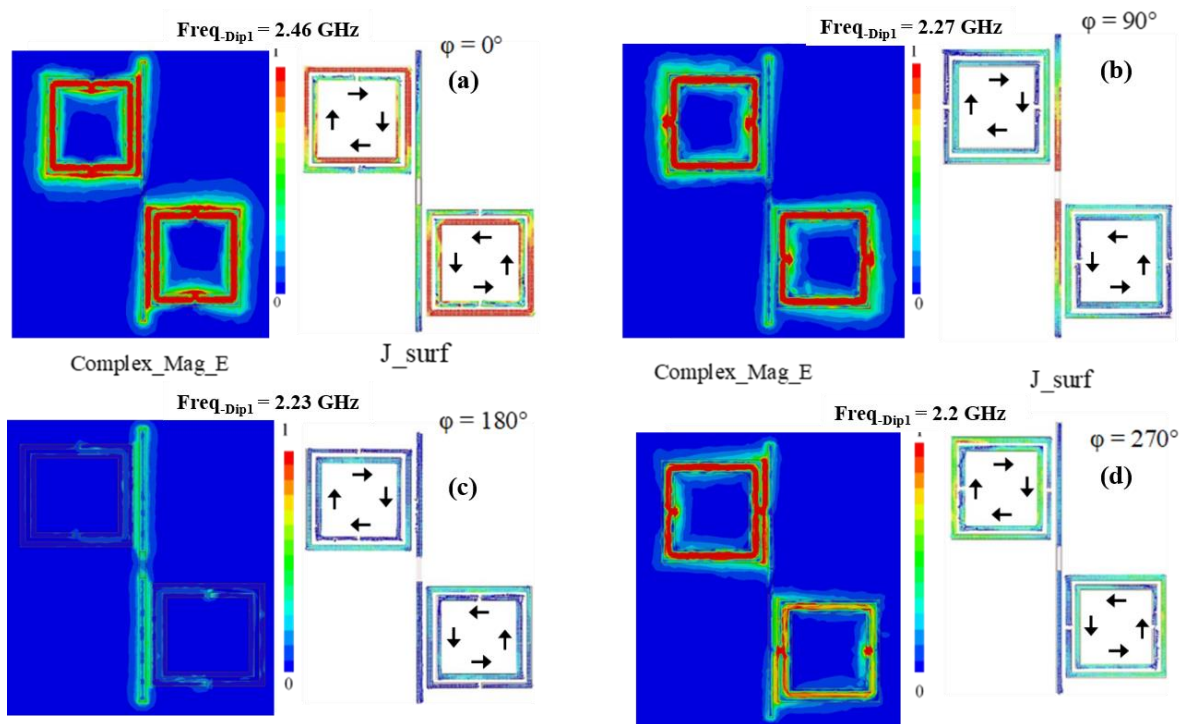 Freq-Dip1 = 2.46 GHz
φ = 0°
(a)
1
0
Complex_Mag_E
J_surf
Freq-Dip1 = 2.27 GHz
φ = 90°
(b)
1
0
Complex_Mag_E
J_surf
Freq-Dip1 = 2.23 GHz
φ = 180°
(c)
1
0
Freq-Dip1 = 2.2 GHz
φ = 270°
(d)
1
0